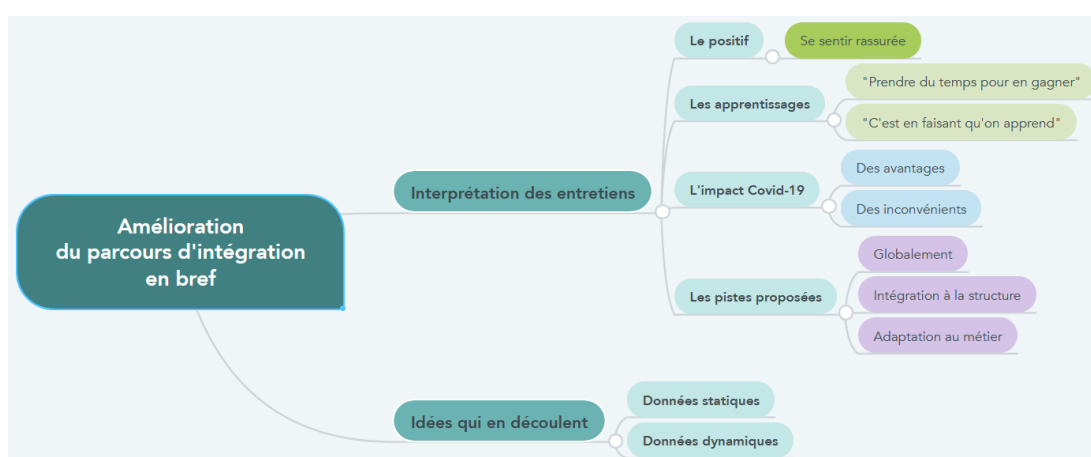 Amélioration
du parcours d'intégration
en bref
Interprétation des entretiens
Le positif
Se sentir rassurée
Les apprentissages
"Prendre du temps pour en gagner"
"C'est en faisant qu'on apprend"
L'impact Covid-19
Des avantages
Des inconvénients
Les pistes proposées
Globalement
Intégration à la structure
Adaptation au métier
Idées qui en découlent
Données statiques
Données dynamiques